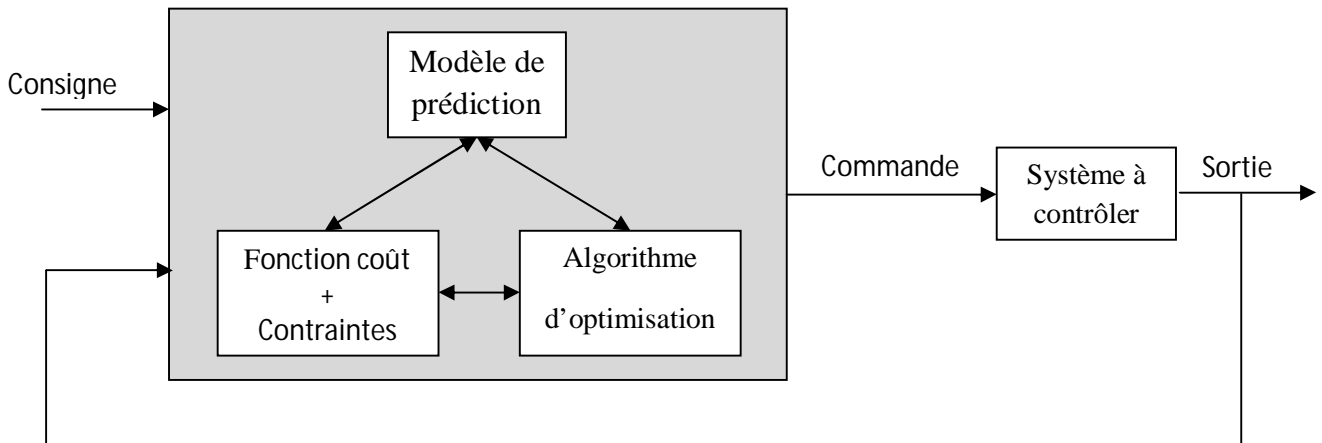 Modèle de
prédiction
Consigne
Commande
Système à
contrôler
Sortie
Fonction coût
+
Contraintes
Algorithme
d’optimisation